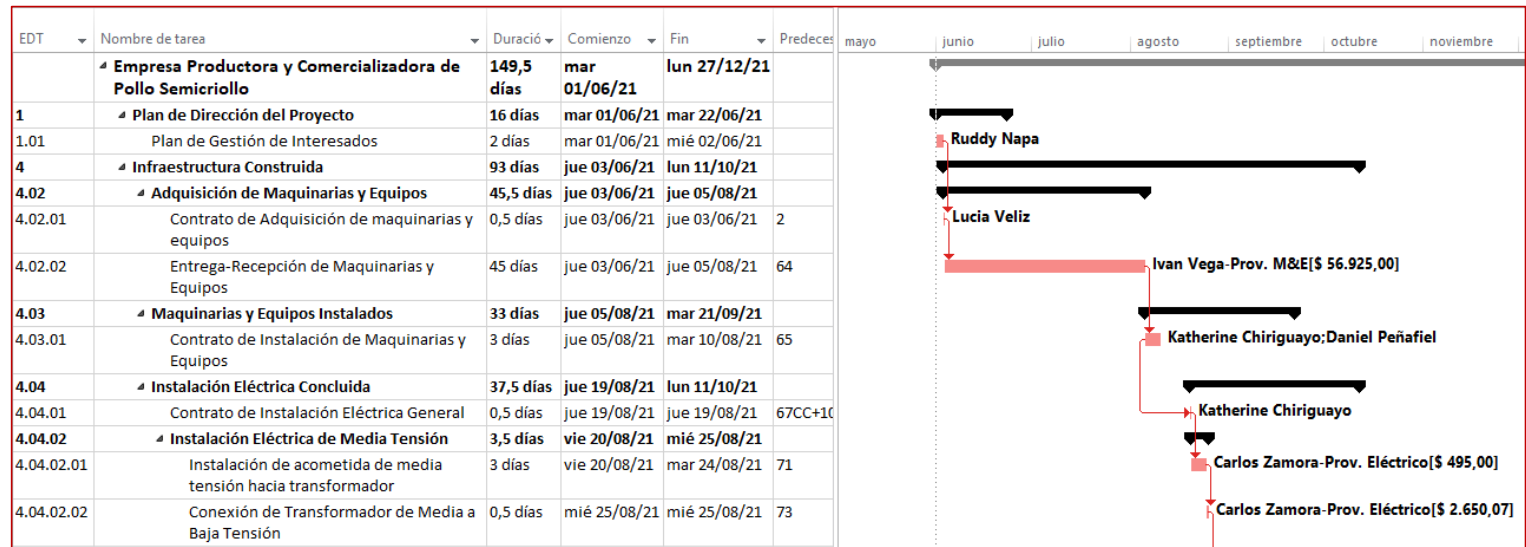 EDT Nombre de tarea Duració Comienzo Fin Predeces mayo junio julio agosto septiembre octubre noviembre
Empresa Productora y Comercializadora de 149,5 mar lun 27/12/21
Pollo Semicriollo días 01/06/21
1 Plan de Dirección del Proyecto 16 días mar 01/06/21 mar 22/06/21
1.01 Plan de Gestión de Interesados 2 días mar 01/06/21 mié 02/06/21 Ruddy Napa
4 Infraestructura Construida 93 días jue 03/06/21 lun 11/10/21
4.02 Adquisición de Maquinarias y Equipos 45,5 días jue 03/06/21 jue 05/08/21
4.02.01 Contrato de Adquisición de maquinarias y 0,5 días jue 03/06/21 jue 03/06/21 2 Lucia Veliz
equipos
4.02.02 Entrega-Recepción de Maquinarias y 45 días jue 03/06/21 jue 05/08/21 64 Ivan Vega-Prov. M&E[$ 56.925,00]
Equipos
4.03 Maquinarias y Equipos Instalados 33 días jue 05/08/21 mar 21/09/21
4.03.01 Contrato de Instalación de Maquinarias y 3 días jue 05/08/21 mar 10/08/21 65 Katherine Chiriguayo;Daniel Peñafiel
Equipos
4.04 Instalación Eléctrica Concluida 37,5 días jue 19/08/21 lun 11/10/21
4.04.01 Contrato de Instalación Eléctrica General 0,5 días jue 19/08/21 jue 19/08/21 67CC+10 Katherine Chiriguayo
4.04.02 Instalación Eléctrica de Media Tensión 3,5 días vie 20/08/21 mié 25/08/21
4.04.02.01 Instalación de acometida de media 3 días vie 20/08/21 mar 24/08/21 71 Carlos Zamora-Prov. Eléctrico[$ 495,00]
tensión hacia transformador
4.04.02.02 Conexión de Transformador de Media a 0,5 días mié 25/08/21 mié 25/08/21 73 Carlos Zamora-Prov. Eléctrico[$ 2.650,07]
Baja Tensión